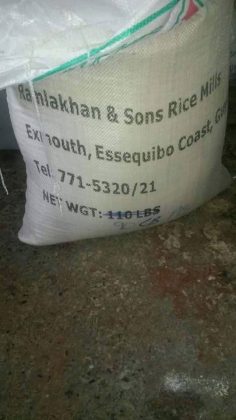 Ramlakhan & Sons Rice Mills
Exmouth, Essequibo Coast,
Tel: 771-5320/21
NET WGT: 110 LBS